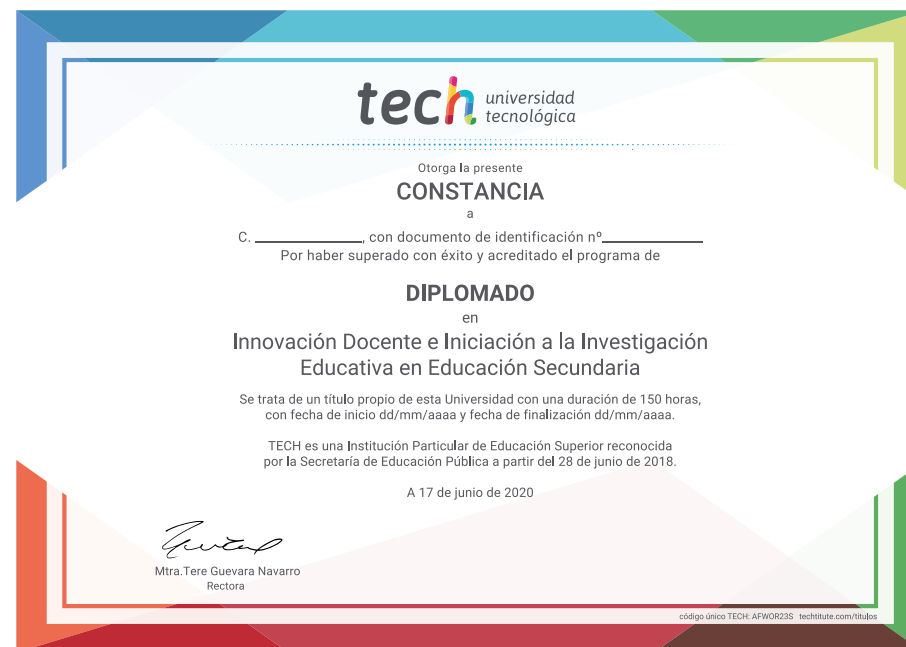 tech universidad
tecnológica
Otorga la presente
CONSTANCIA
a
C. ____________, con documento de identificación nº____________
Por haber superado con éxito y acreditado el programa de
DIPLOMADO
en
Innovación Docente e Iniciación a la Investigación
Educativa en Educación Secundaria
Se trata de un título propio de esta Universidad con una duración de 150 horas,
con fecha de inicio dd/mm/aaaa y fecha de finalización dd/mm/aaaa.
TECH es una Institución Particular de Educación Superior reconocida
por la Secretaría de Educación Pública a partir del 28 de junio de 2018.
A 17 de junio de 2020
Mtra.Tere Guevara Navarro
Rectora
código único TECH: AFWOR23S techtitute.com/titulos